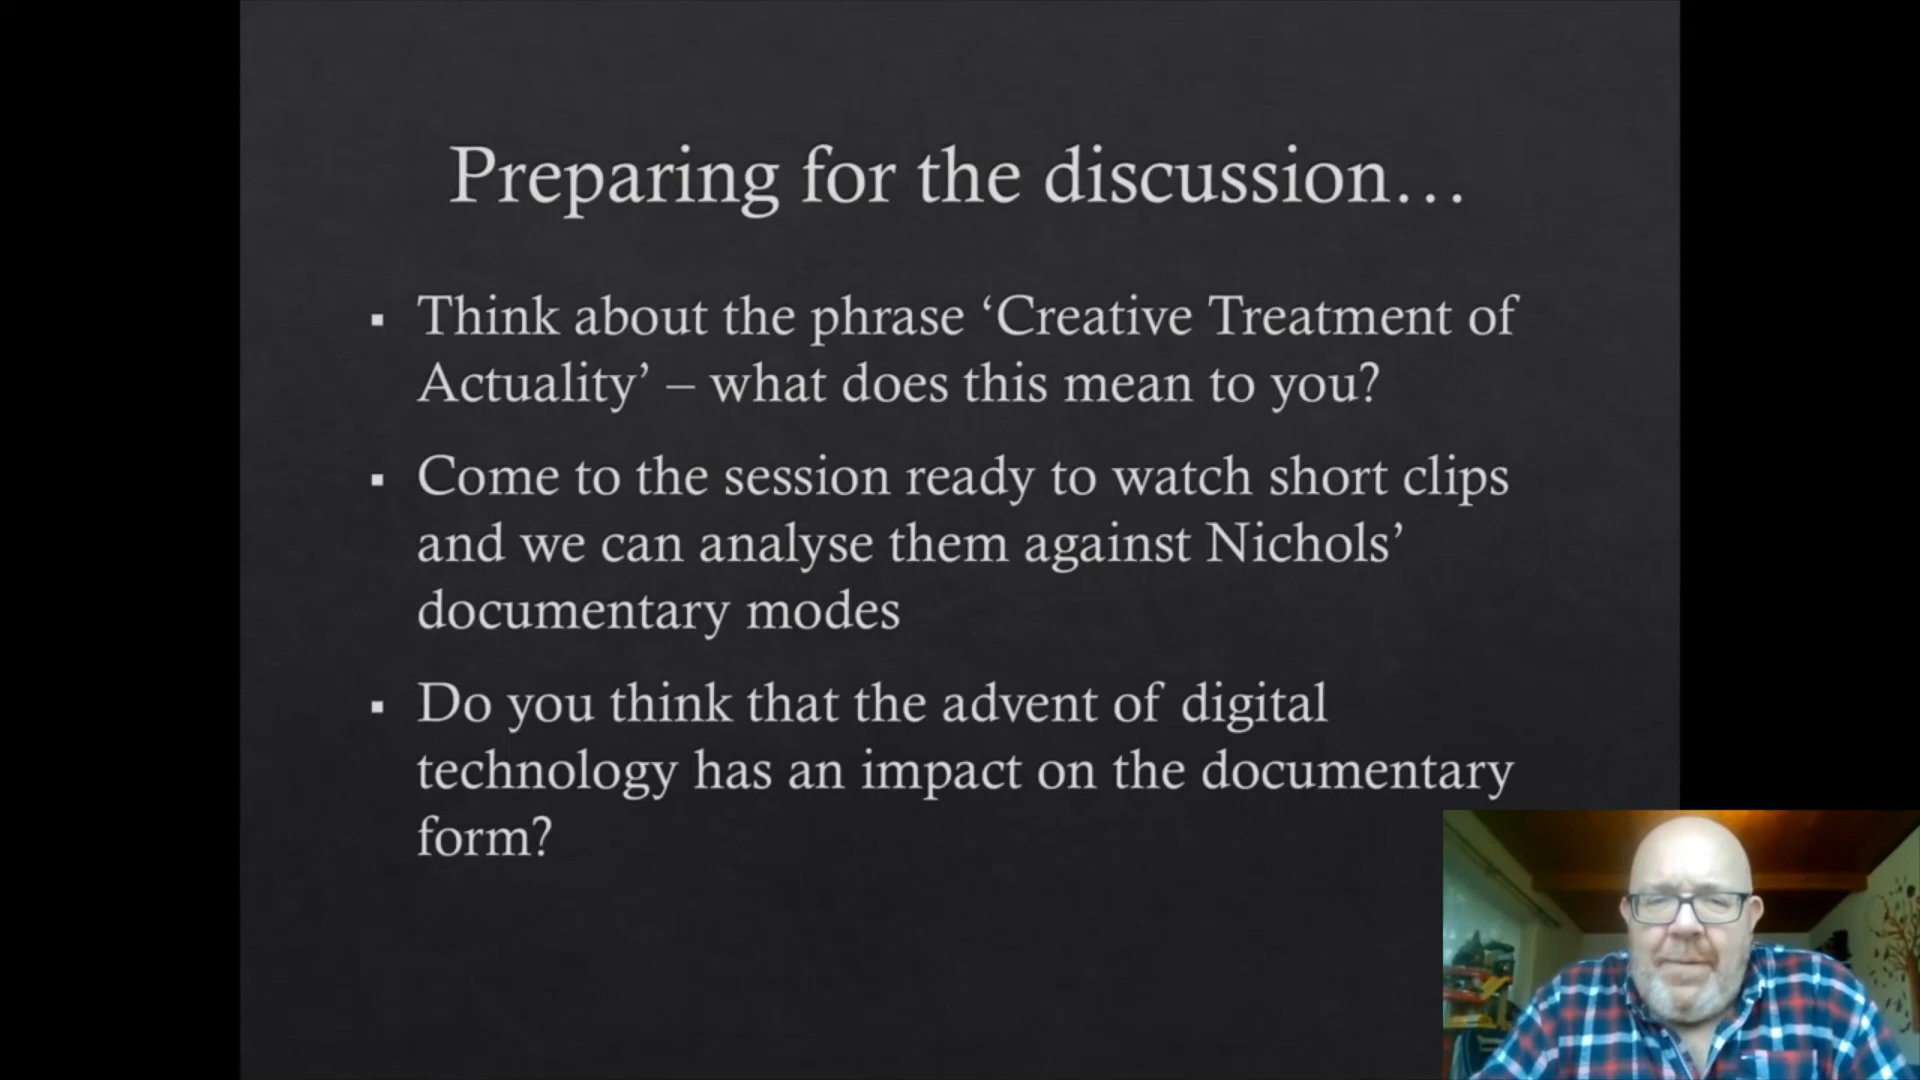 Preparing for the discussion…
▪ Think about the phrase ‘Creative Treatment of
Actuality’ – what does this mean to you?
▪ Come to the session ready to watch short clips
and we can analyse them against Nichols’
documentary modes
▪ Do you think that the advent of digital
technology has an impact on the documentary
form?